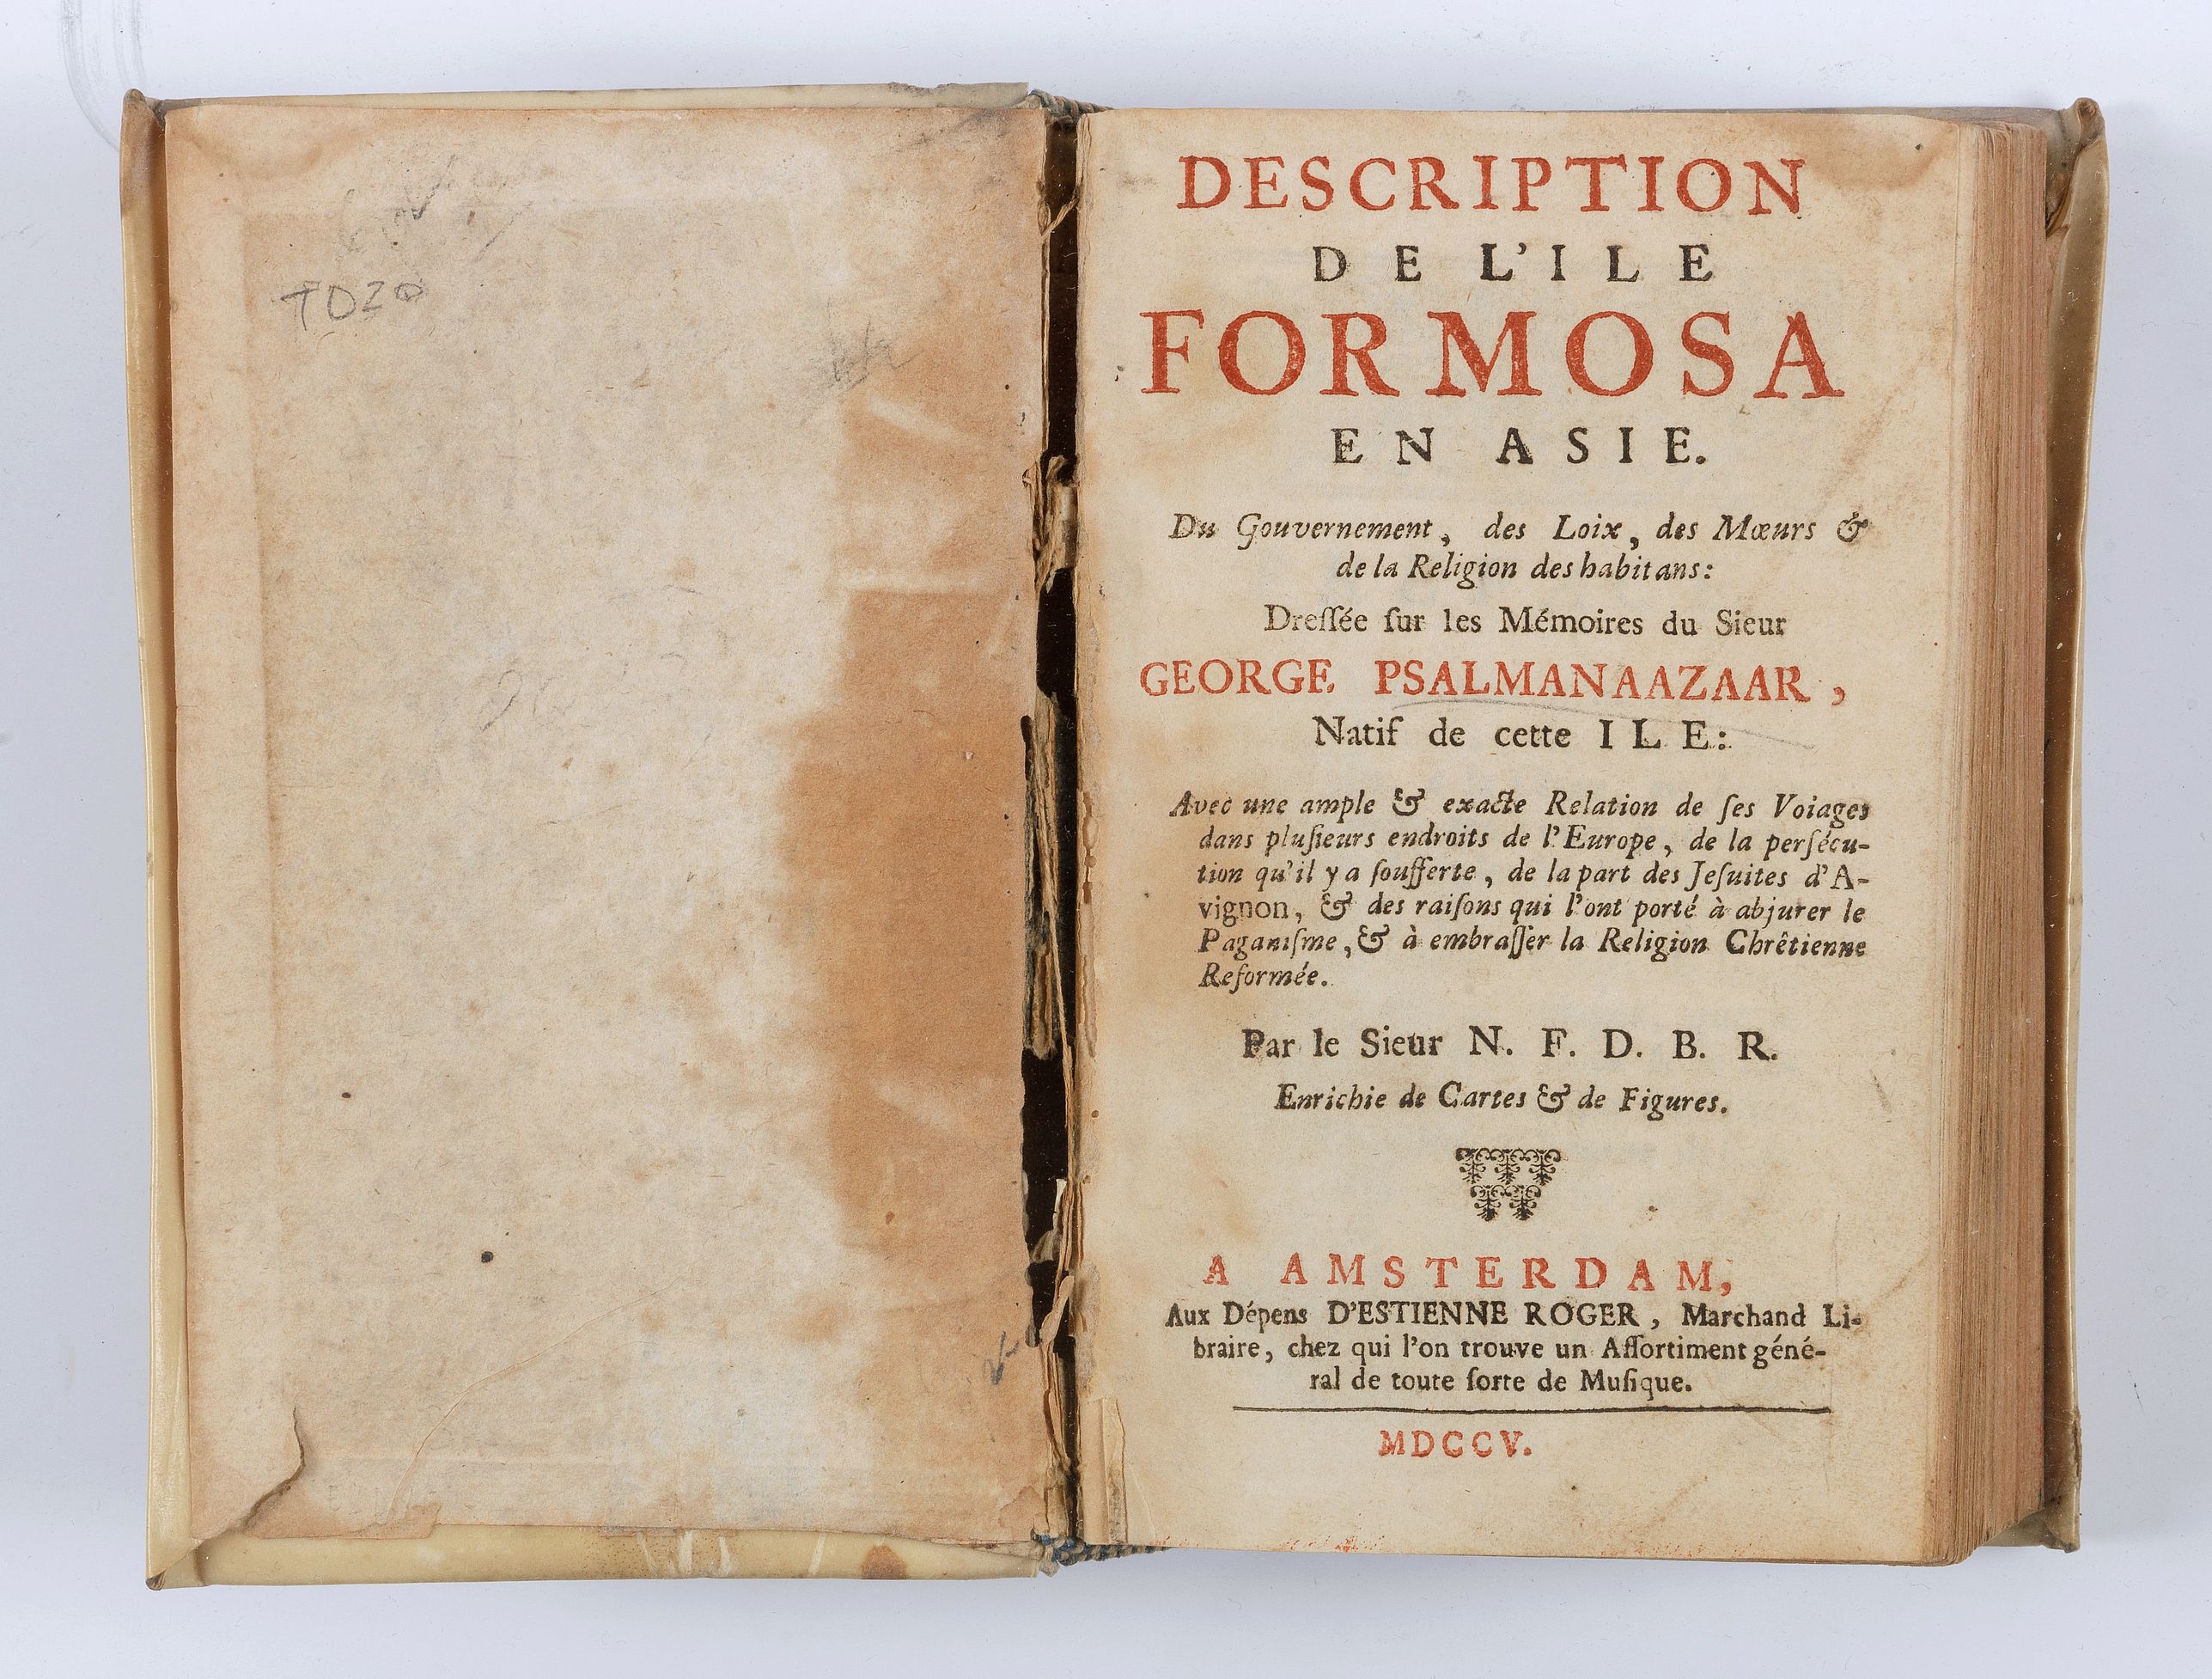 TOZO
DESCRIPTION
DE L'ILE
FORMOSA
EN ASIE.
Du Gouvernement, des Loix, des Mœurs &
de la Religion des habitans:
Dreſſée ſur les Mémoires du Sieur
GEORGE PSALMANAAZAAR,
Natif de cette ILE:
Avec une ample & exacte Relation de ſes Voiages
dans pluſieurs endroits de l'Europe, de la perſécu-
tion qu'il y a ſoufferte, de la part des Jeſuites d'A-
vignon, & des raiſons qui l'ont porté à abjurer le
Paganiſme, & à embraſſer la Religion Chrêtienne
Reformée.
Par le Sieur N. F. D. B. R.
Enrichie de Cartes & de Figures.
A AMSTERDAM,
Aux Dépens D'ESTIENNE ROGER, Marchand Li-
braire, chez qui l'on trouve un Aſſortiment géné-
ral de toute ſorte de Muſique.
MDCCV.